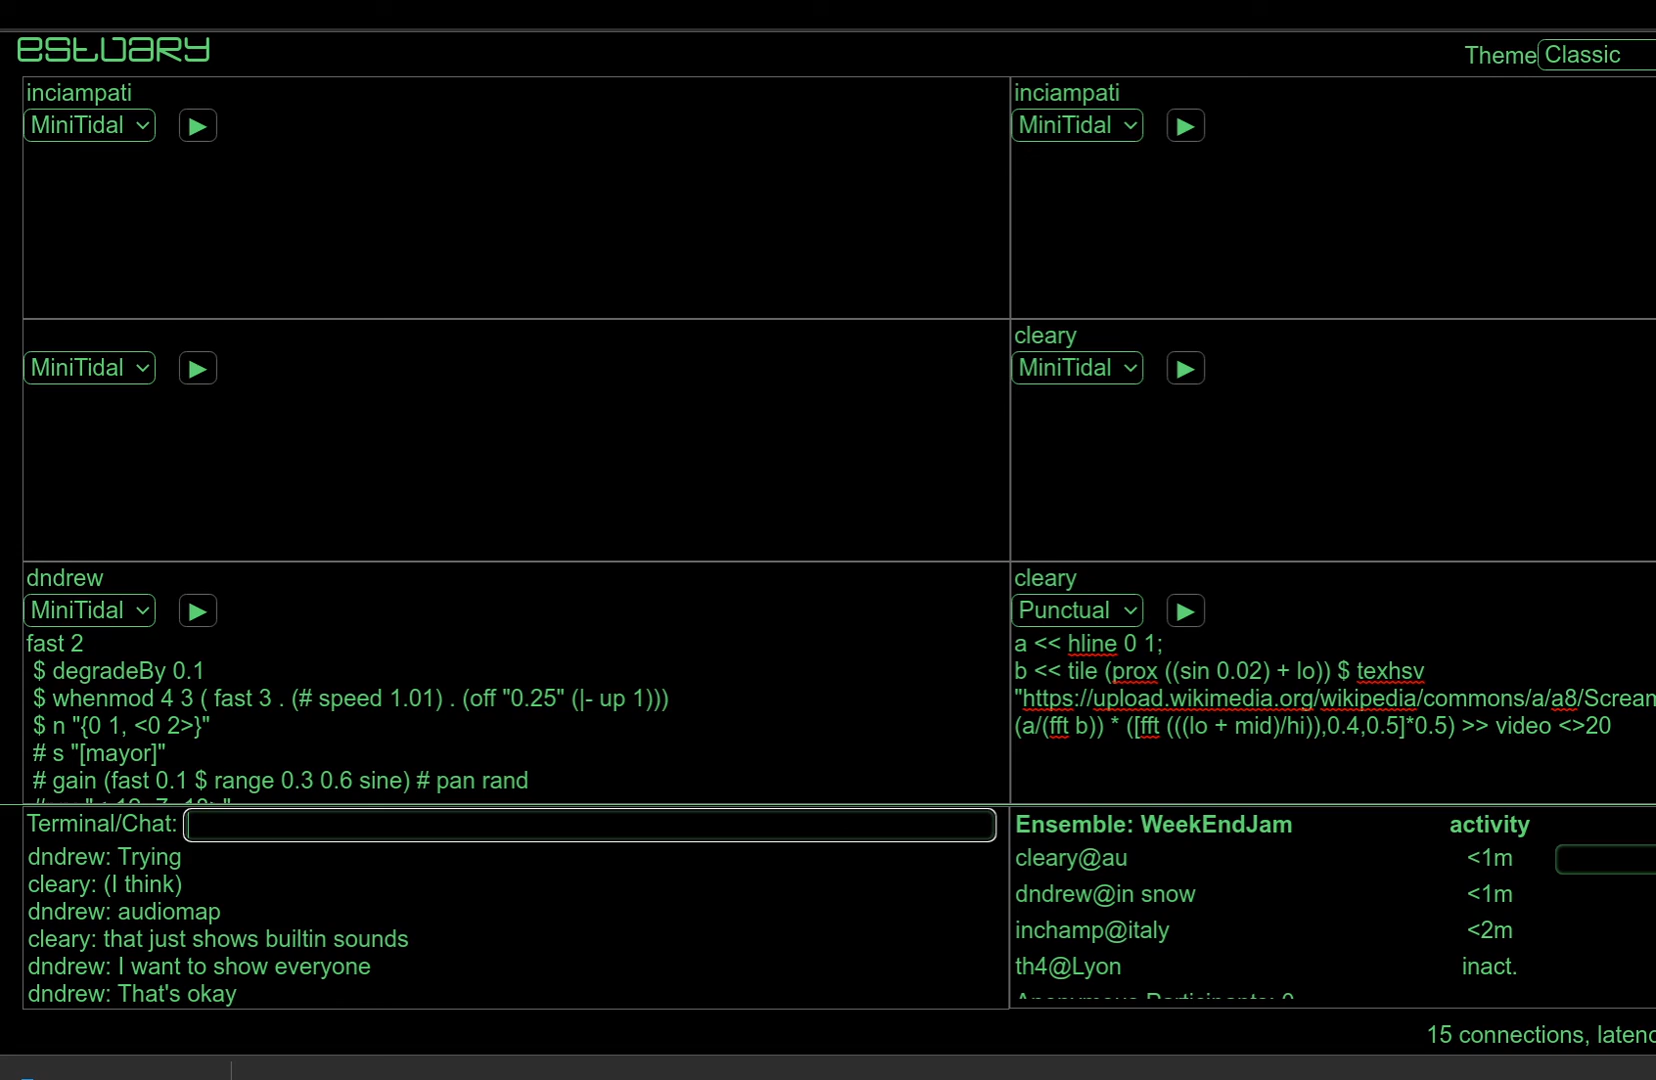 estuary
Theme Classic
inciampati
MiniTidal
inciampati
MiniTidal
MiniTidal
cleary
MiniTidal
dndrew
MiniTidal
fast 2
$ degradeBy 0.1
$ whenmod 4 3 ( fast 3 . (# speed 1.01) . (off "0.25" (|- up 1)))
$ n "{0 1, <0 2>}"
# s "[mayor]"
# gain (fast 0.1 $ range 0.3 0.6 sine) # pan rand
cleary
Punctual
a << hline 0 1;
b << tile (prox ((sin 0.02) + lo)) $ texhsv
"https://upload.wikimedia.org/wikipedia/commons/a/a8/Scream
(a/(fft b)) * ([fft (((lo + mid)/hi)),0.4,0.5]*0.5) >> video <>20
Terminal/Chat:
dndrew: Trying
cleary: (I think)
dndrew: audiomap
cleary: that just shows builtin sounds
dndrew: I want to show everyone
dndrew: That's okay
Ensemble: WeekEndJam activity
cleary@au <1m
dndrew@in snow <1m
inchamp@italy <2m
th4@Lyon inact.
Anonymous Participants: 0
15 connections, latenc